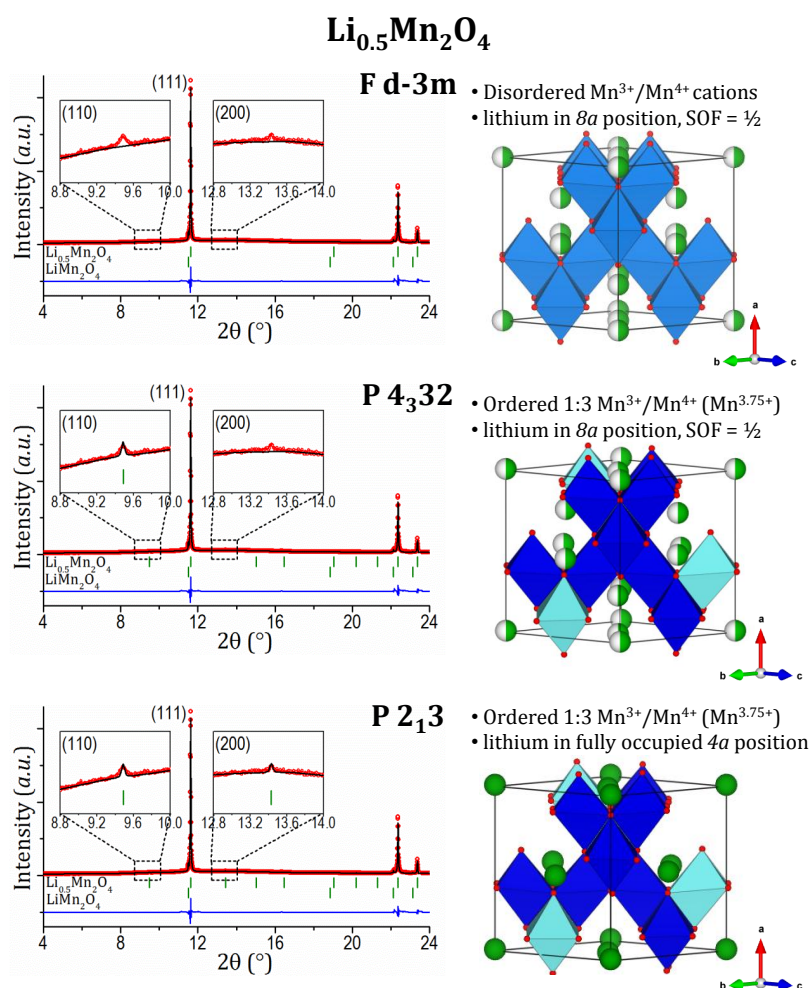 Li₀.₅Mn₂O₄
F d-3m
• Disordered Mn³⁺/Mn⁴⁺ cations
• lithium in 8a position, SOF = ½
(111)
(110)
(200)
8.8 9.2 9.6 10.0
12.8 13.2 13.6 14.0
Intensity (a.u.)
Li₀.₅Mn₂O₄
LiMn₂O₄
4 8 12 16 20 24
2θ (°)
a
b c
P 4₃32
• Ordered 1:3 Mn³⁺/Mn⁴⁺ (Mn³·⁷⁵⁺)
• lithium in 8a position, SOF = ½
(111)
(110)
(200)
8.8 9.2 9.6 10.0
12.8 13.2 13.6 14.0
Intensity (a.u.)
Li₀.₅Mn₂O₄
LiMn₂O₄
4 8 12 16 20 24
2θ (°)
a
b c
P 2₁3
• Ordered 1:3 Mn³⁺/Mn⁴⁺ (Mn³·⁷⁵⁺)
• lithium in fully occupied 4a position
(111)
(110)
(200)
8.8 9.2 9.6 10.0
12.8 13.2 13.6 14.0
Intensity (a.u.)
Li₀.₅Mn₂O₄
LiMn₂O₄
4 8 12 16 20 24
2θ (°)
a
b c